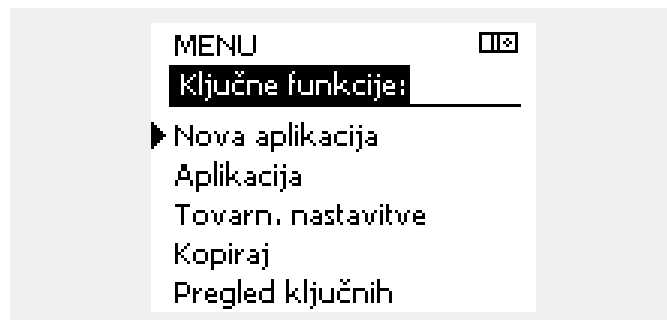 MENU
Ključne funkcije:
Nova aplikacija
Aplikacija
Tovarn. nastavitve
Kopiraj
Pregled ključnih